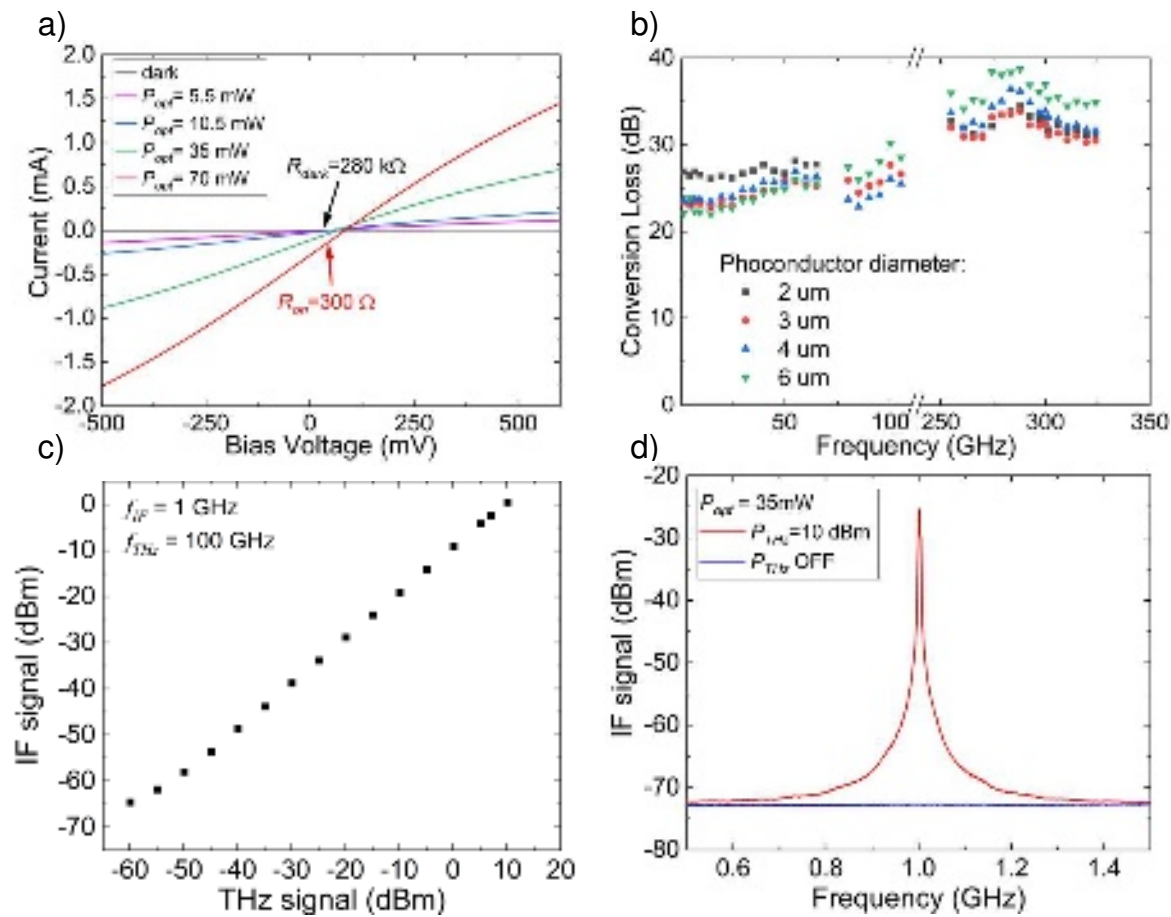 a)
2.0
1.5
1.0
0.5
0.0
-0.5
-1.0
-1.5
2.0
Current (mA)
dark
P_opt= 5.5 mW
P_opt= 10.5 mW
P_opt= 35 mW
P_opt= 70 mW
R_dark=280 kΩ
R_on=300 Ω
-500 -250 0 250 500
Bias Voltage (mV)
b)
40
30
20
10
0
Conversion Loss (dB)
Phoconductor diameter:
2 um
3 um
4 um
6 um
50 100 250 300 350
Frequency (GHz)
c)
0
-10
-20
-30
-40
-50
-60
-70
IF signal (dBm)
f_IF = 1 GHz
f_THz = 100 GHz
-60 -50 -40 -30 -20 -10 0 10 20
THz signal (dBm)
d)
-20
-30
-40
-50
-60
-70
-80
IF signal (dBm)
P_opt = 35mW
P_THz=10 dBm
P_THz OFF
0.6 0.8 1.0 1.2 1.4
Frequency (GHz)